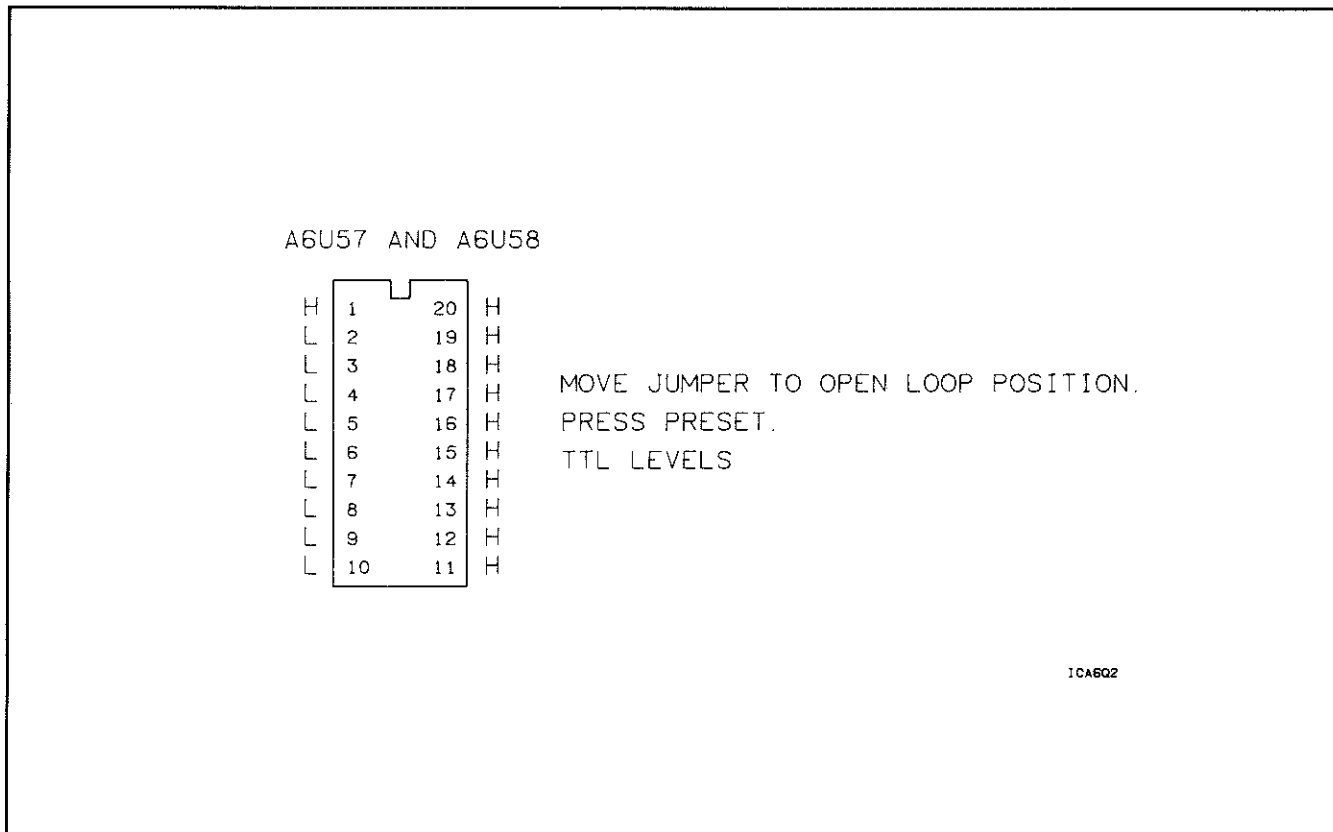 A6U57 AND A6U58
H 1 20 H
L 2 19 H
L 3 18 H
L 4 17 H
L 5 16 H
L 6 15 H
L 7 14 H
L 8 13 H
L 9 12 H
L 10 11 H
MOVE JUMPER TO OPEN LOOP POSITION.
PRESS PRESET.
TTL LEVELS
ICA6Q2